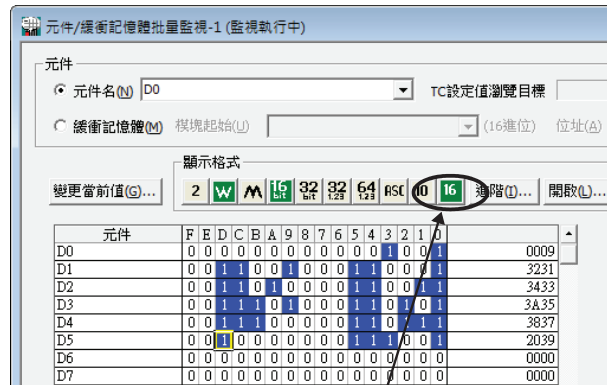 元件/緩衝記憶體批量監視-1 (監視執行中)
元件
元件名(N) D0 TC設定值瀏覽目標
緩衝記憶體(M) 模塊起始(U) (16進位) 位址(A)
顯示格式
變更當前值(G)... 2 W M 16 bit 32 bit 32 1.23 64 1.23 ASC 10 16 進階(I)... 開啟(L)...
元件 F E D C B A 9 8 7 6 5 4 3 2 1 0
D0 0 0 0 0 0 0 0 0 0 0 0 0 1 0 0 1 0009
D1 0 0 1 1 0 0 1 0 0 0 1 1 0 0 0 1 3231
D2 0 0 1 1 0 1 0 0 0 0 1 1 0 0 1 1 3433
D3 0 0 1 1 1 0 1 0 0 0 1 1 0 1 0 1 3A35
D4 0 0 1 1 1 0 0 0 0 0 1 1 0 1 1 1 3837
D5 0 0 1 0 0 0 0 0 0 0 1 1 1 0 0 1 2039
D6 0 0 0 0 0 0 0 0 0 0 0 0 0 0 0 0 0000
D7 0 0 0 0 0 0 0 0 0 0 0 0 0 0 0 0 0000